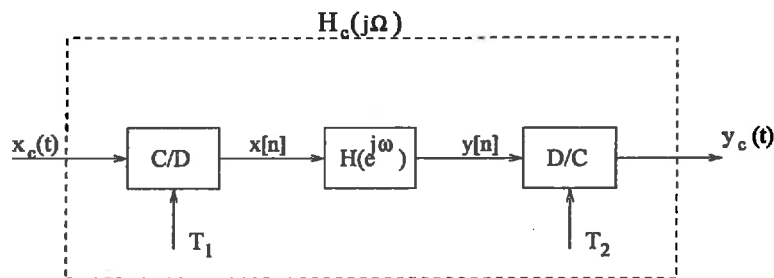 H_c(jΩ)
x_c(t)
C/D
x[n]
H(e^jω)
y[n]
D/C
y_c(t)
T_1
T_2